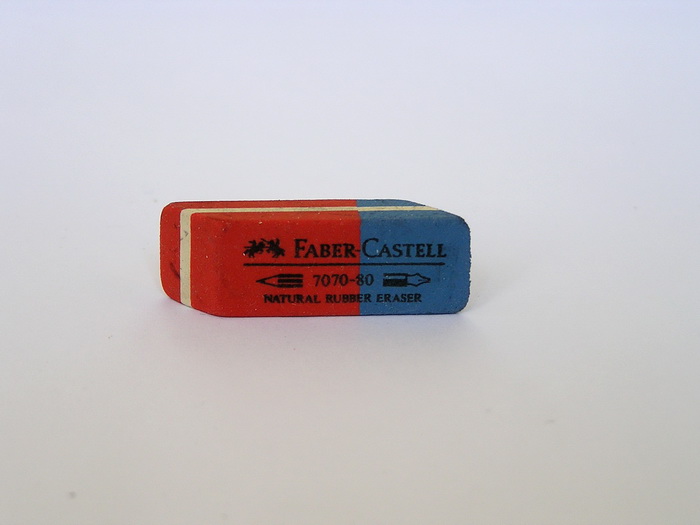 FABER-CASTELL
7070-80
NATURAL RUBBER ERASER